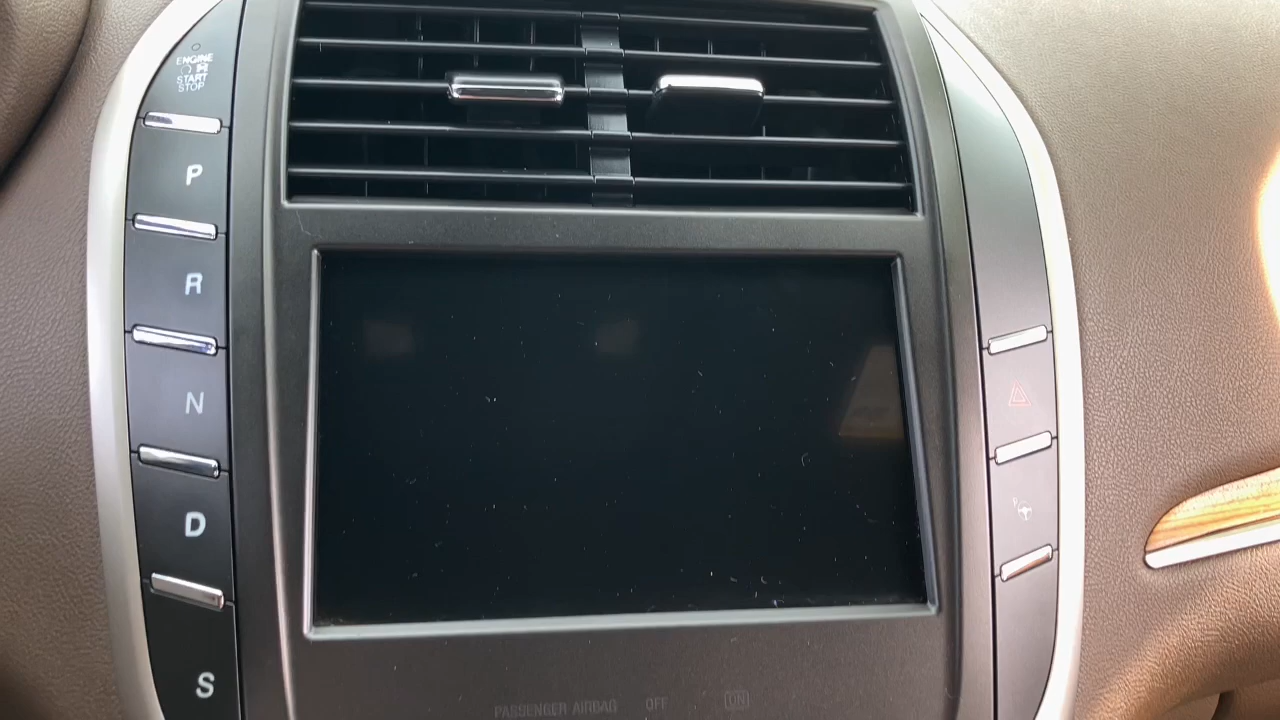 ENGINE
START
STOP
P
R
N
D
S
P
PASSENGER AIRBAG OFF ON